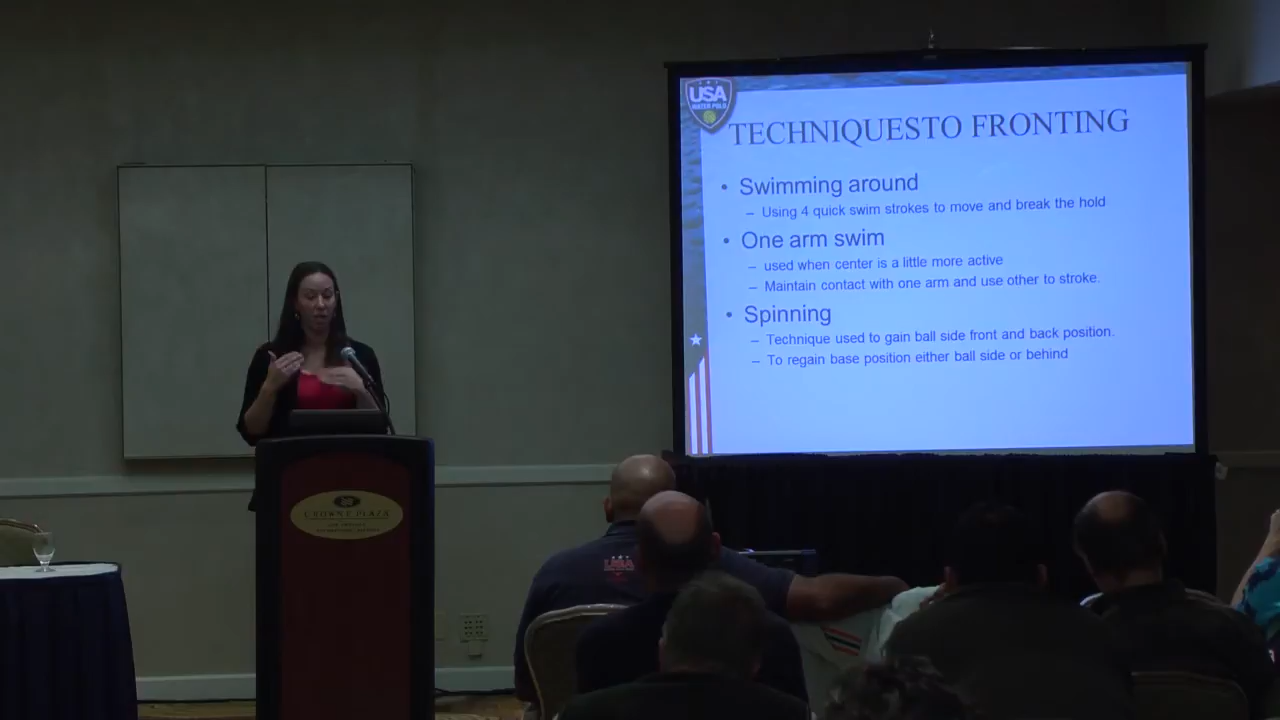 USA
WATER POLO
TECHNIQUESTO FRONTING
• Swimming around
– Using 4 quick swim strokes to move and break the hold
• One arm swim
– used when center is a little more active
– Maintain contact with one arm and use other to stroke.
• Spinning
– Technique used to gain ball side front and back position.
– To regain base position either ball side or behind
CROWNE PLAZA
USA